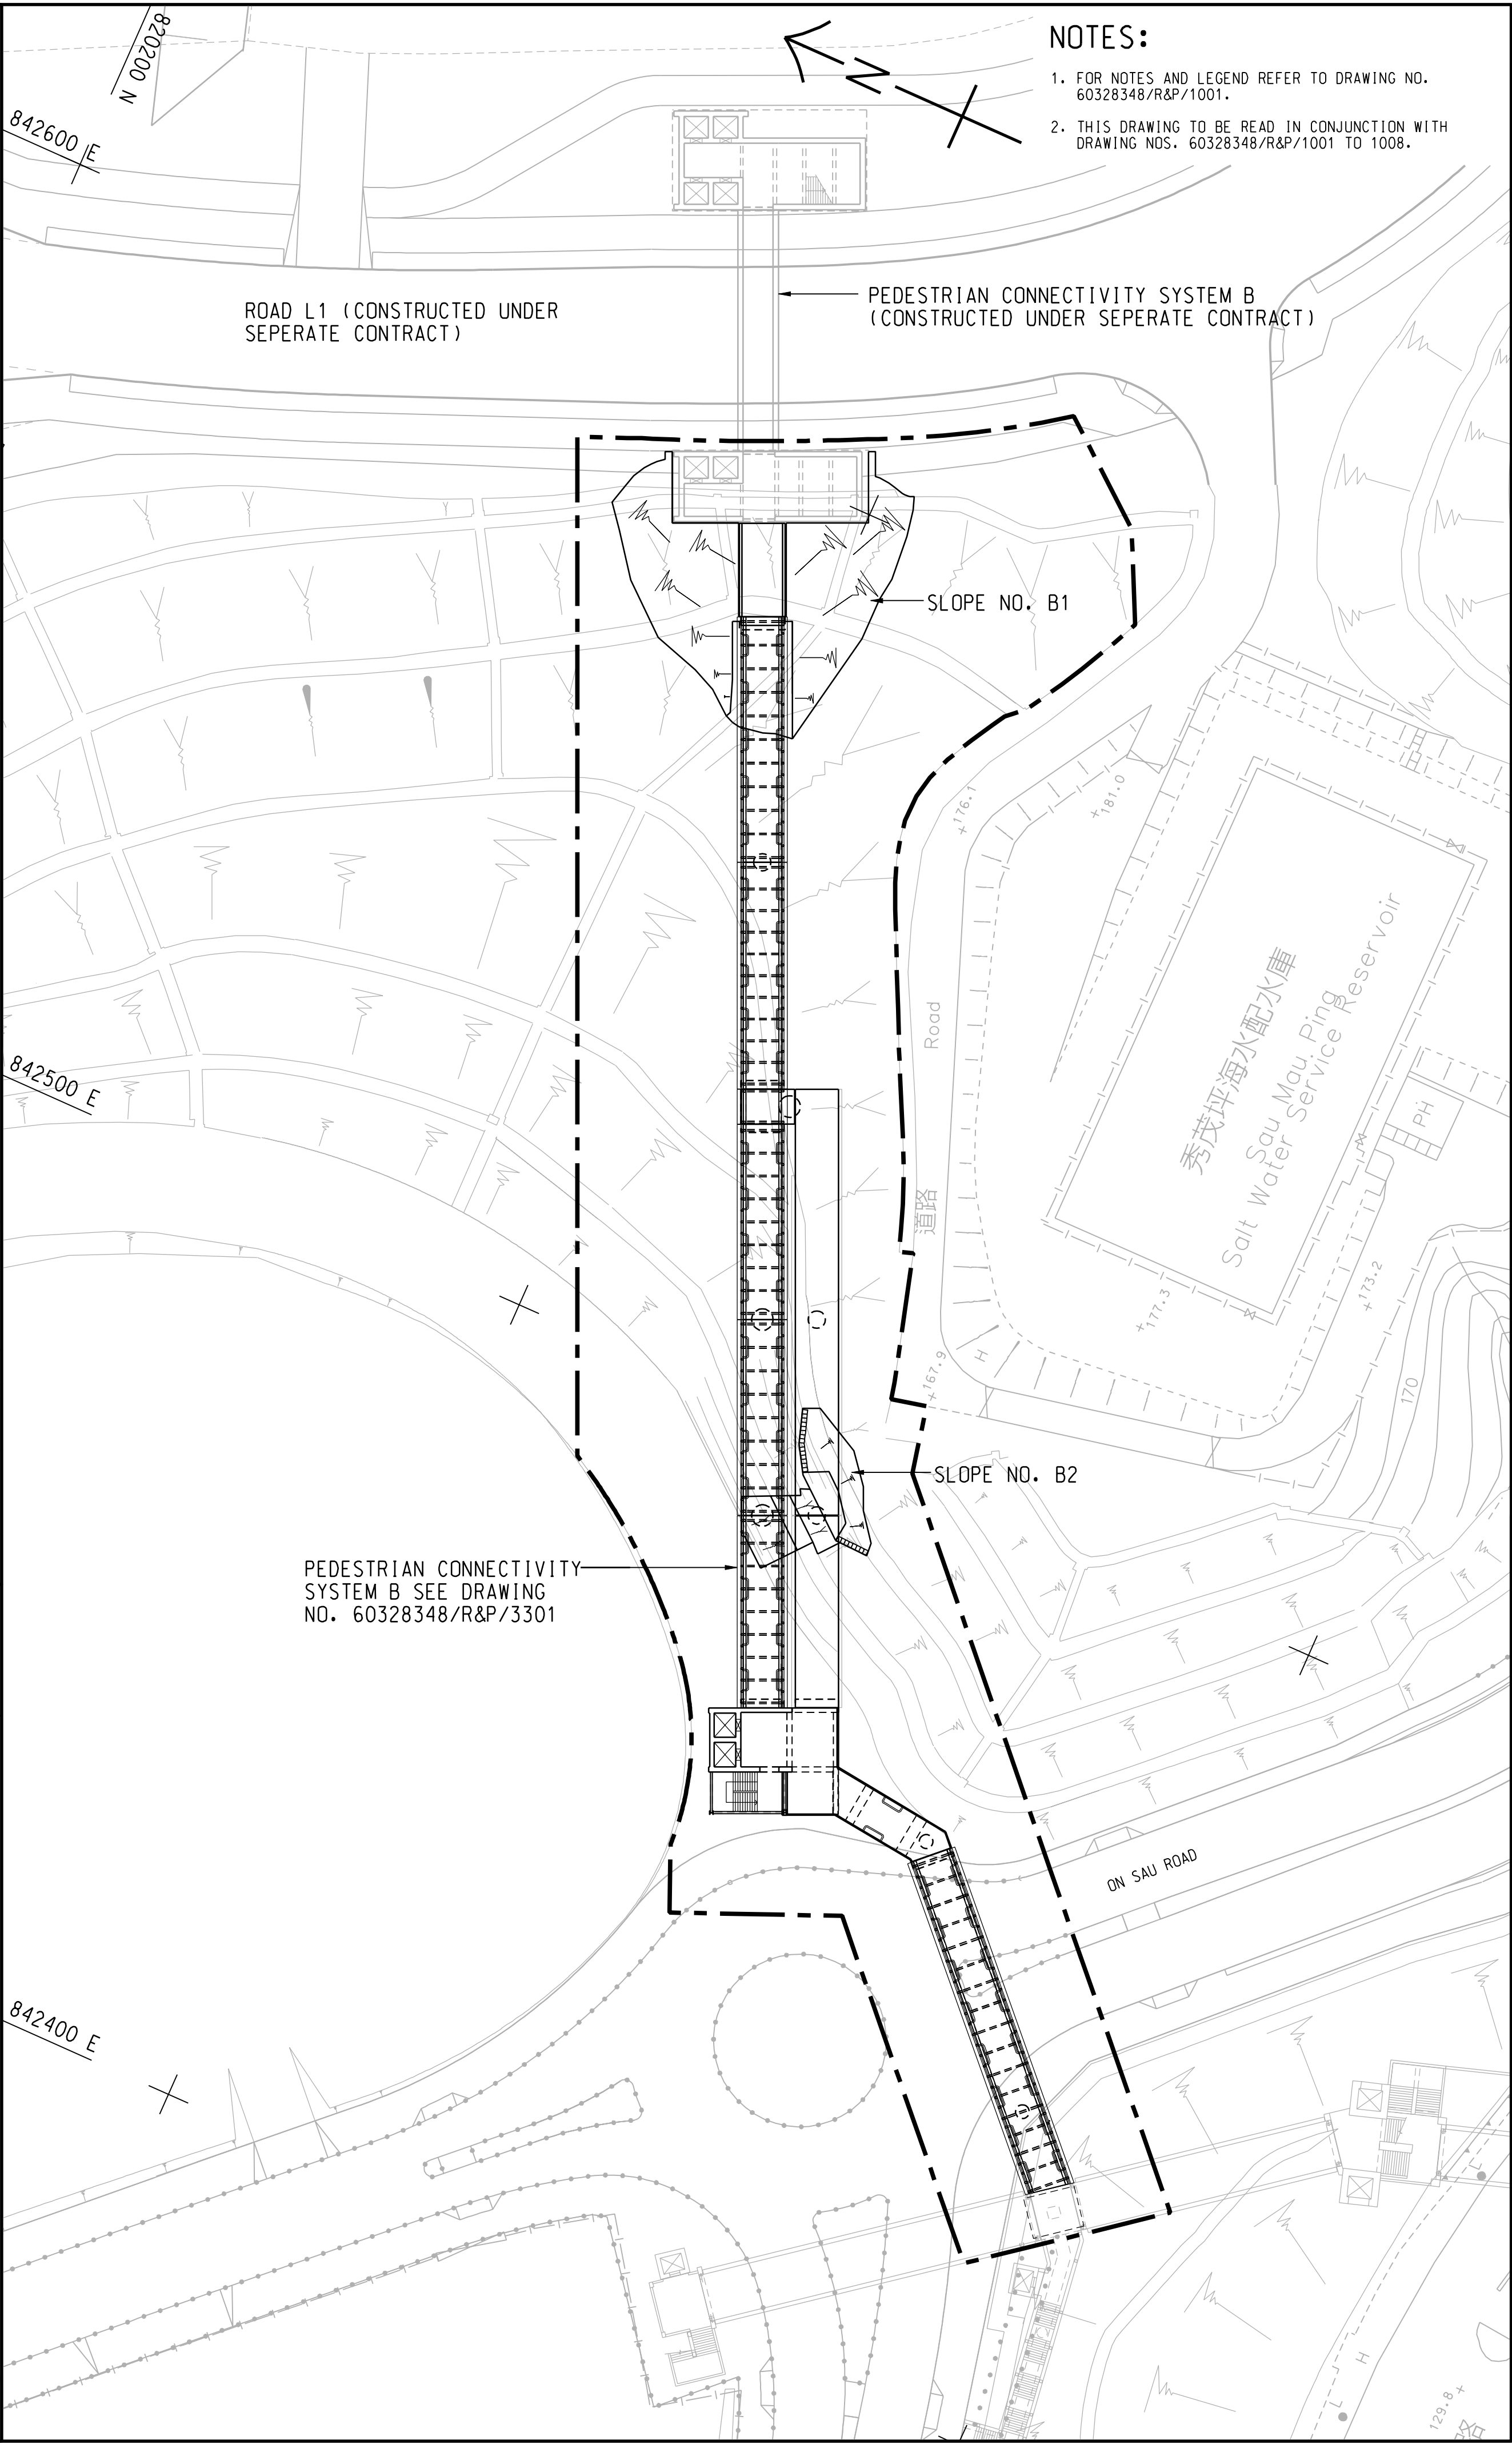 820200 N
842600 E
N
NOTES:
1. FOR NOTES AND LEGEND REFER TO DRAWING NO.
60328348/R&P/1001.
2. THIS DRAWING TO BE READ IN CONJUNCTION WITH
DRAWING NOS. 60328348/R&P/1001 TO 1008.
ROAD L1 (CONSTRUCTED UNDER
SEPERATE CONTRACT)
PEDESTRIAN CONNECTIVITY SYSTEM B
(CONSTRUCTED UNDER SEPERATE CONTRACT)
SLOPE NO. B1
+176.1
+181.0
Road
道路
秀茂坪海水配水庫
Sau Mau Ping
Salt Water Service Reservoir
PH
842500 E
+177.3
+173.2
+167.9
H
170
SLOPE NO. B2
PEDESTRIAN CONNECTIVITY
SYSTEM B SEE DRAWING
NO. 60328348/R&P/3301
ON SAU ROAD
842400 E
L
H
L
129.8 +
路